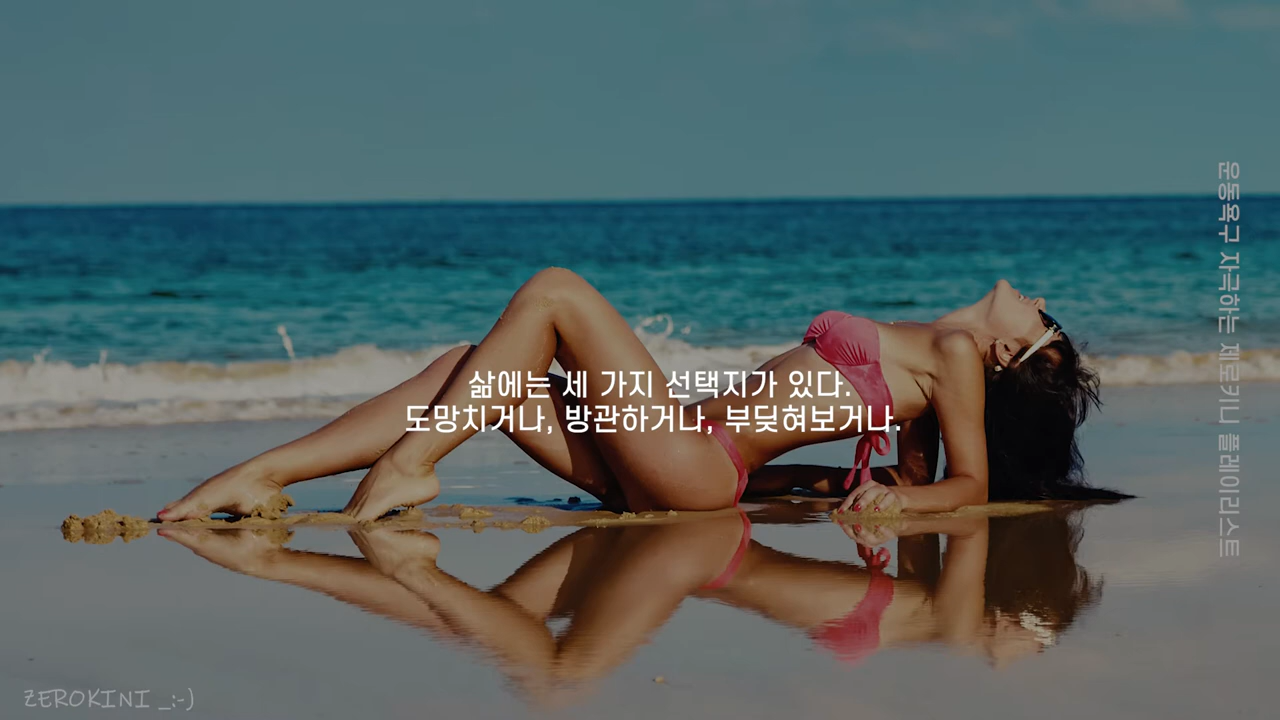 삶에는 세 가지 선택지가 있다.
도망치거나, 방관하거나, 부딪혀보거나.
운동욕구 자극하는 제로키니 플레이리스트
ZEROKINI _:-)